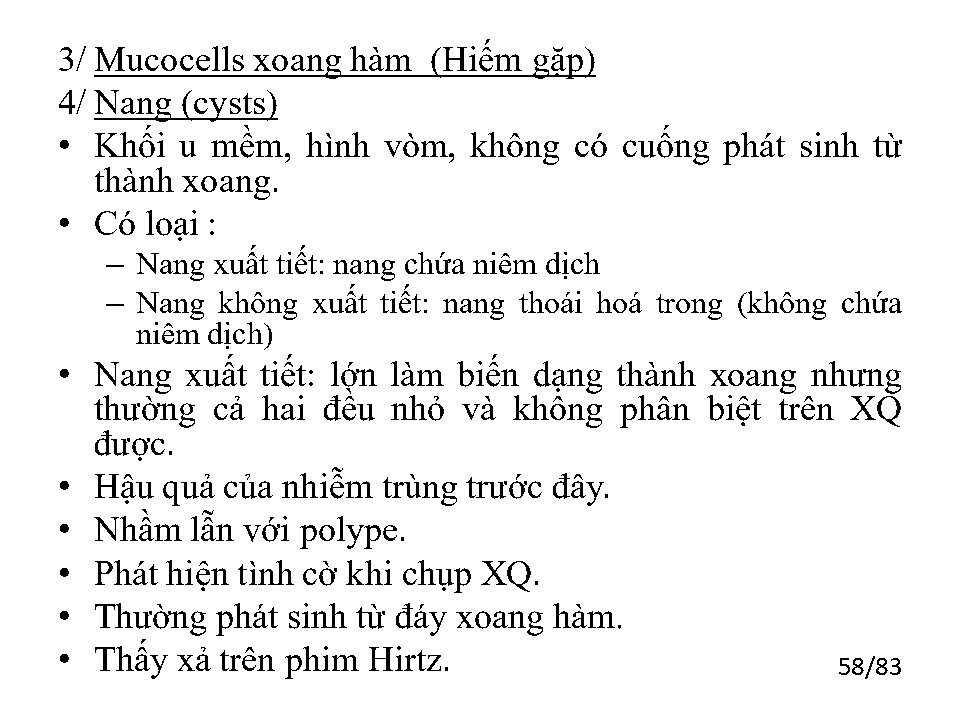 3/ Mucocells xoang hàm (Hiếm gặp)
4/ Nang (cysts)
• Khối u mềm, hình vòm, không có cuống phát sinh từ
thành xoang.
• Có loại :
– Nang xuất tiết: nang chứa niêm dịch
– Nang không xuất tiết: nang thoái hoá trong (không chứa
niêm dịch)
• Nang xuất tiết: lớn làm biến dạng thành xoang nhưng
thường cả hai đều nhỏ và không phân biệt trên XQ
được.
• Hậu quả của nhiễm trùng trước đây.
• Nhầm lẫn với polype.
• Phát hiện tình cờ khi chụp XQ.
• Thường phát sinh từ đáy xoang hàm.
• Thấy xả trên phim Hirtz.
58/83